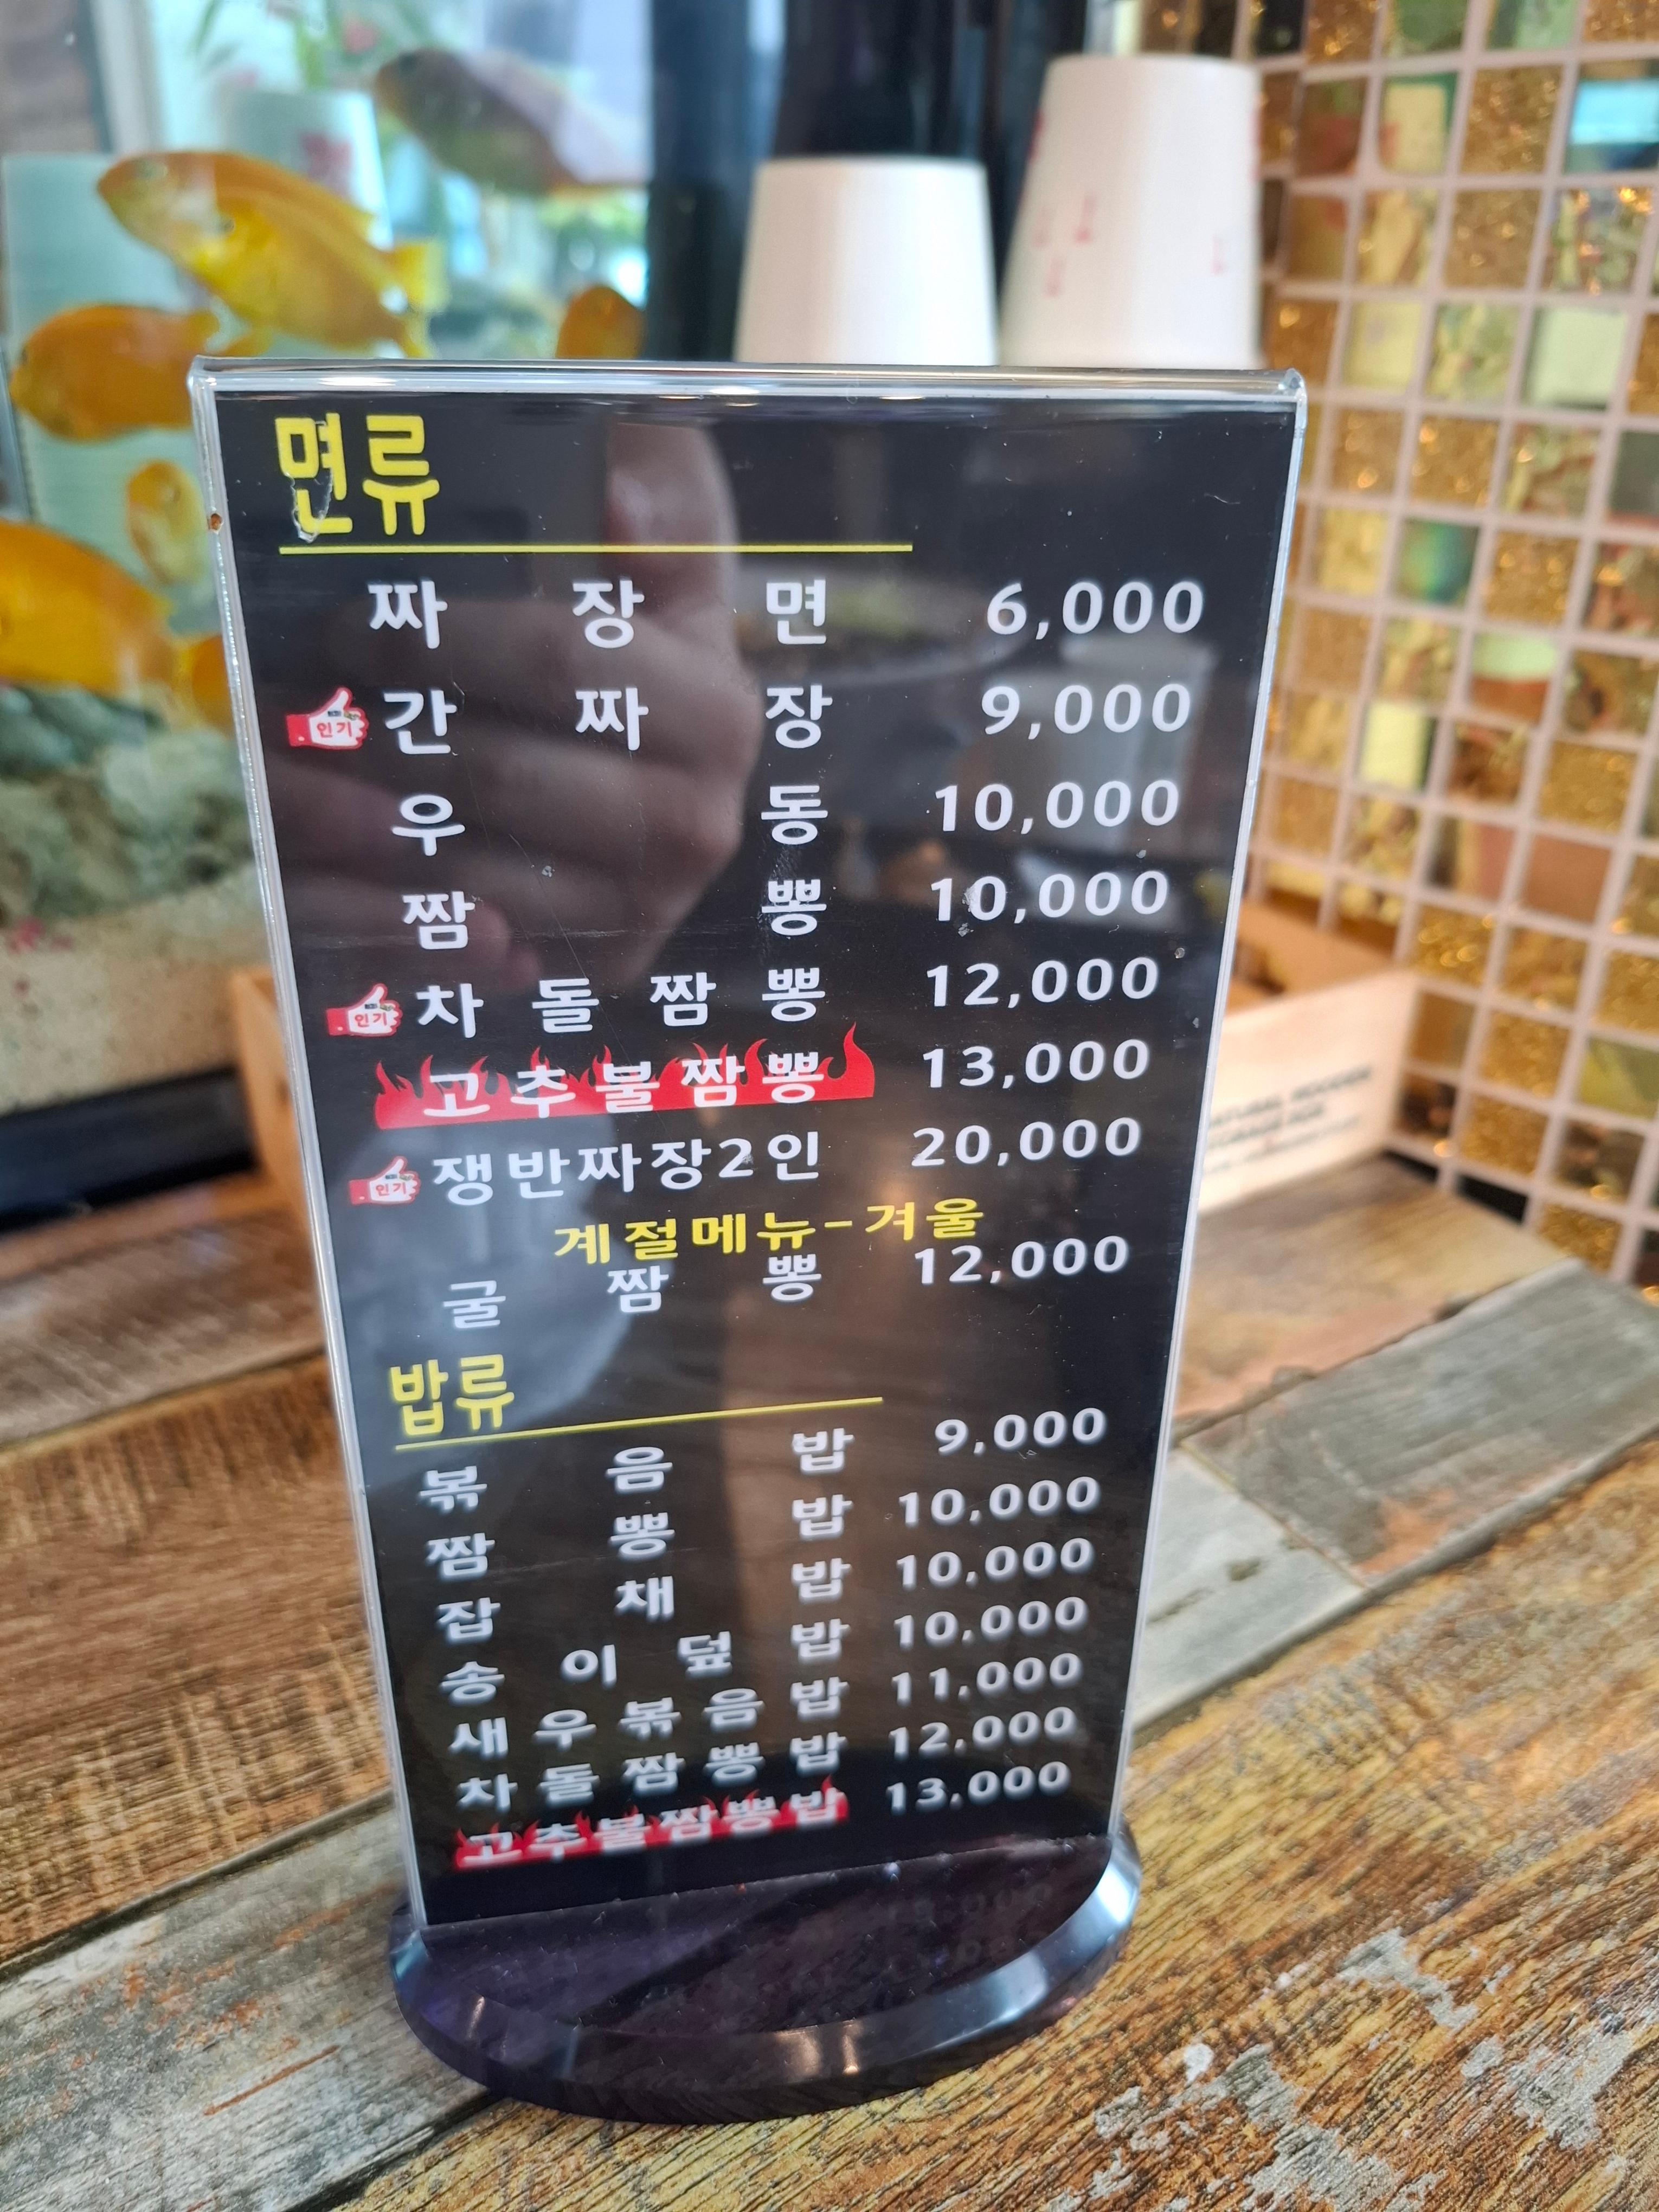 면류
짜장면 6,000
인기 간짜장 9,000
우동 10,000
짬뽕 10,000
인기 차돌짬뽕 12,000
고추불짬뽕 13,000
인기 쟁반짜장2인 20,000
계절메뉴-겨울
굴짬뽕 12,000
밥류
볶음밥 9,000
짬뽕밥 10,000
잡채밥 10,000
송이덮밥 10,000
새우볶음밥 11,000
차돌짬뽕밥 12,000
고추불짬뽕밥 13,000